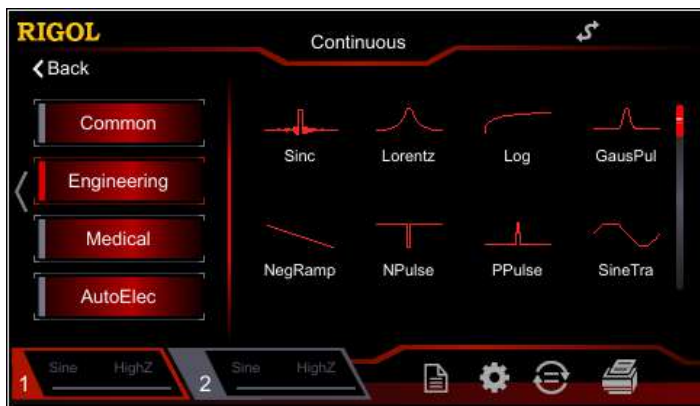 RIGOL
Continuous
Back
Common
Engineering
Medical
AutoElec
Sinc Lorentz Log GausPul
NegRamp NPulse PPulse SineTra
1 Sine HighZ 2 Sine HighZ